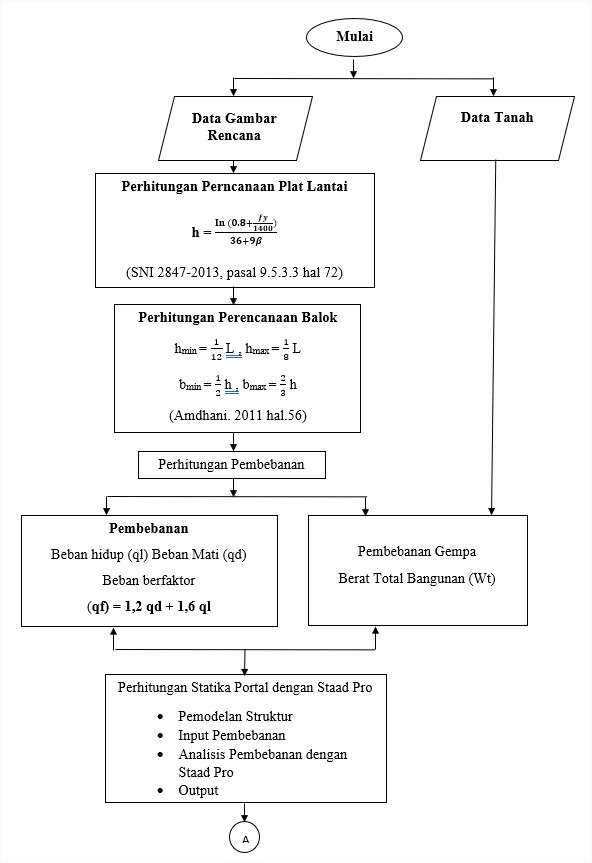 Mulai
Data Gambar
Rencana
Data Tanah
Perhitungan Perncanaan Plat Lantai
h = In (0.8+fy/1400) / 36+9β
(SNI 2847-2013, pasal 9.5.3.3 hal 72)
Perhitungan Perencanaan Balok
hmin = 1/12 L , hmax = 1/8 L
bmin = 1/2 h , bmax = 2/3 h
(Amdhani. 2011 hal.56)
Perhitungan Pembebanan
Pembebanan
Beban hidup (ql) Beban Mati (qd)
Beban berfaktor
(qf) = 1,2 qd + 1,6 ql
Pembebanan Gempa
Berat Total Bangunan (Wt)
Perhitungan Statika Portal dengan Staad Pro
• Pemodelan Struktur
• Input Pembebanan
• Analisis Pembebanan dengan
Staad Pro
• Output
A